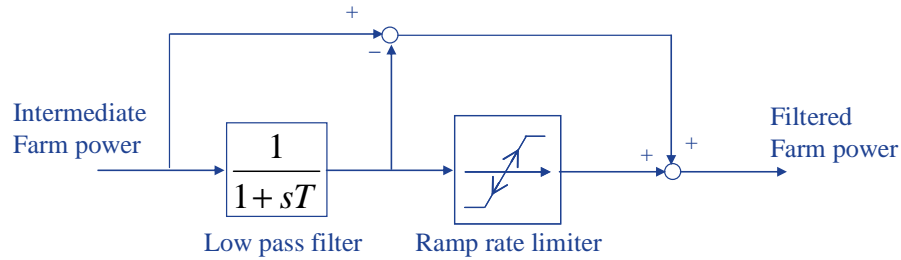 +
−
Intermediate
Farm power
1
1 + sT
Low pass filter
Ramp rate limiter
+
+
Filtered
Farm power